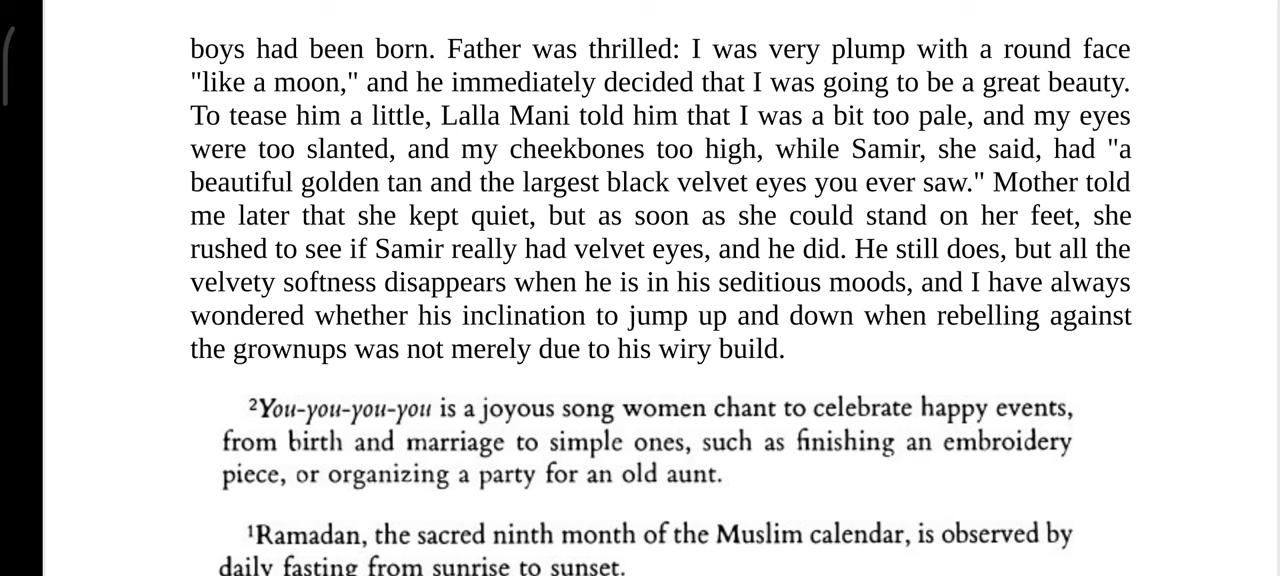 boys had been born. Father was thrilled: I was very plump with a round face
"like a moon," and he immediately decided that I was going to be a great beauty.
To tease him a little, Lalla Mani told him that I was a bit too pale, and my eyes
were too slanted, and my cheekbones too high, while Samir, she said, had "a
beautiful golden tan and the largest black velvet eyes you ever saw." Mother told
me later that she kept quiet, but as soon as she could stand on her feet, she
rushed to see if Samir really had velvet eyes, and he did. He still does, but all the
velvety softness disappears when he is in his seditious moods, and I have always
wondered whether his inclination to jump up and down when rebelling against
the grownups was not merely due to his wiry build.
²You-you-you-you is a joyous song women chant to celebrate happy events,
from birth and marriage to simple ones, such as finishing an embroidery
piece, or organizing a party for an old aunt.
¹Ramadan, the sacred ninth month of the Muslim calendar, is observed by
daily fasting from sunrise to sunset.